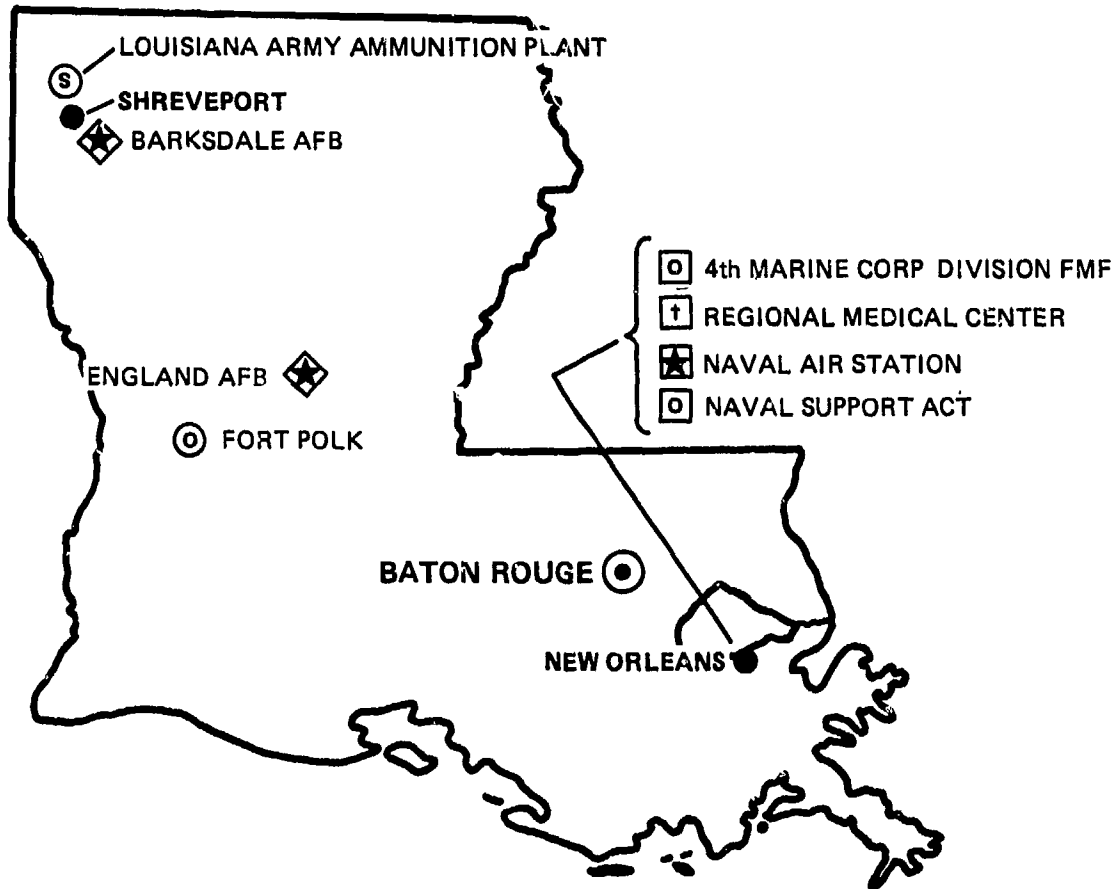 LOUISIANA ARMY AMMUNITION PLANT
S
SHREVEPORT
BARKSDALE AFB
O 4th MARINE CORP DIVISION FMF
† REGIONAL MEDICAL CENTER
NAVAL AIR STATION
O NAVAL SUPPORT ACT
ENGLAND AFB
O FORT POLK
BATON ROUGE
NEW ORLEANS